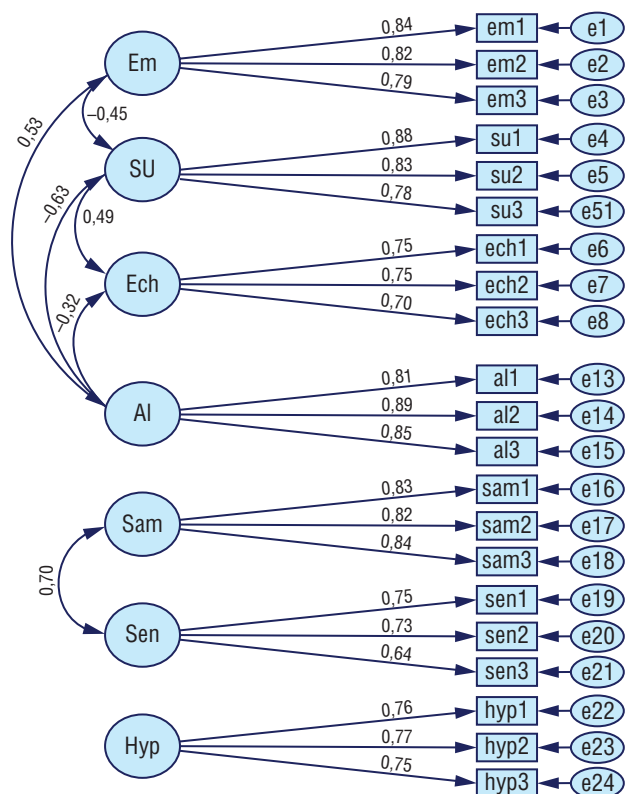 Em
0,84
em1
e1
0,82
em2
e2
0,79
em3
e3
0,53
–0,45
SU
0,88
su1
e4
0,83
su2
e5
0,78
su3
e51
–0,63
0,49
Ech
0,75
ech1
e6
0,75
ech2
e7
0,70
ech3
e8
–0,32
Al
0,81
al1
e13
0,89
al2
e14
0,85
al3
e15
Sam
0,83
sam1
e16
0,82
sam2
e17
0,84
sam3
e18
0,70
Sen
0,75
sen1
e19
0,73
sen2
e20
0,64
sen3
e21
Hyp
0,76
hyp1
e22
0,77
hyp2
e23
0,75
hyp3
e24